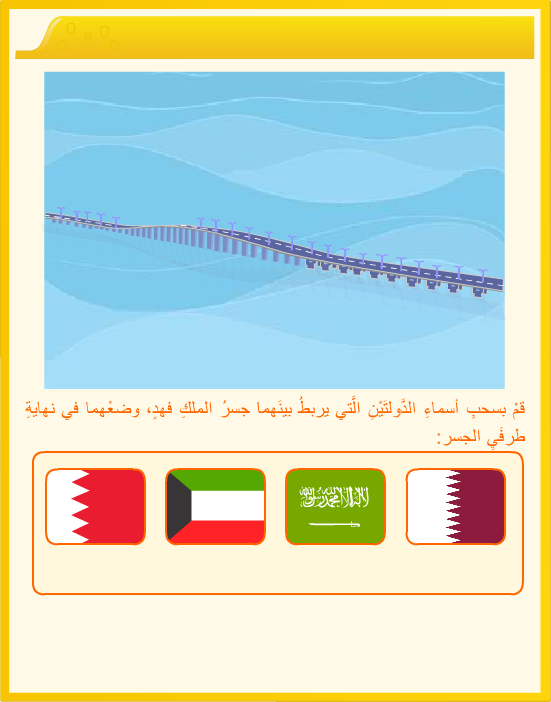 قمْ بسحبِ أسماءِ الدَّولتَيْنِ الَّتي يربطُ بينَهما جسرُ الملكِ فهدٍ، وضعْهما في نهايةِ
طرفَيِ الجسر:
لا إله إلا الله محمد رسول الله